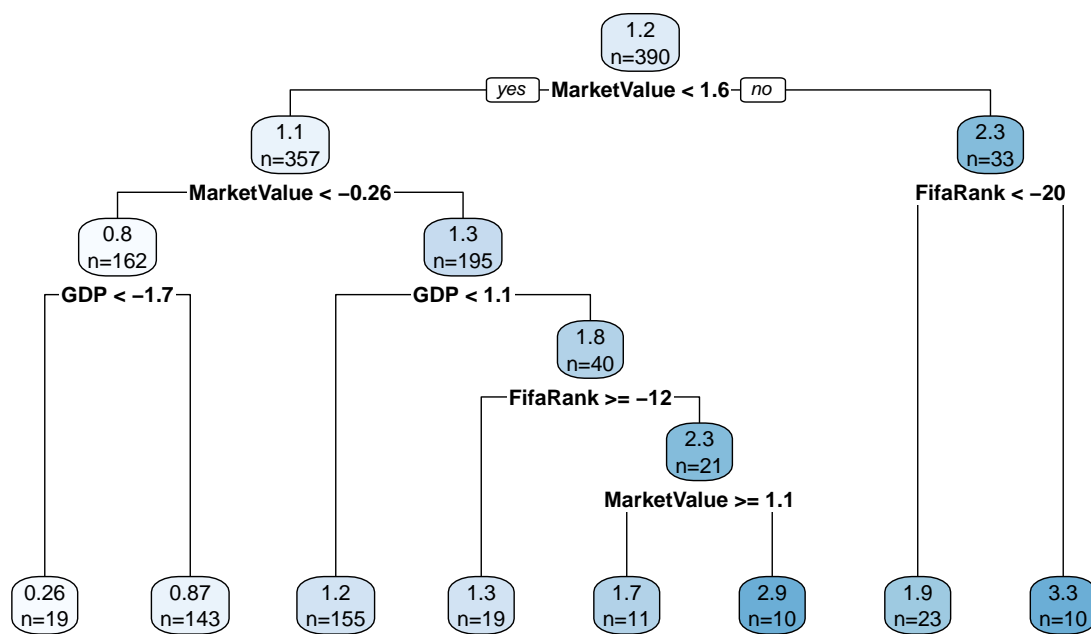 1.2
n=390
yes
MarketValue < 1.6
no
1.1
n=357
2.3
n=33
MarketValue < −0.26
FifaRank < −20
0.8
n=162
1.3
n=195
GDP < −1.7
GDP < 1.1
1.8
n=40
FifaRank >= −12
2.3
n=21
MarketValue >= 1.1
0.26
n=19
0.87
n=143
1.2
n=155
1.3
n=19
1.7
n=11
2.9
n=10
1.9
n=23
3.3
n=10